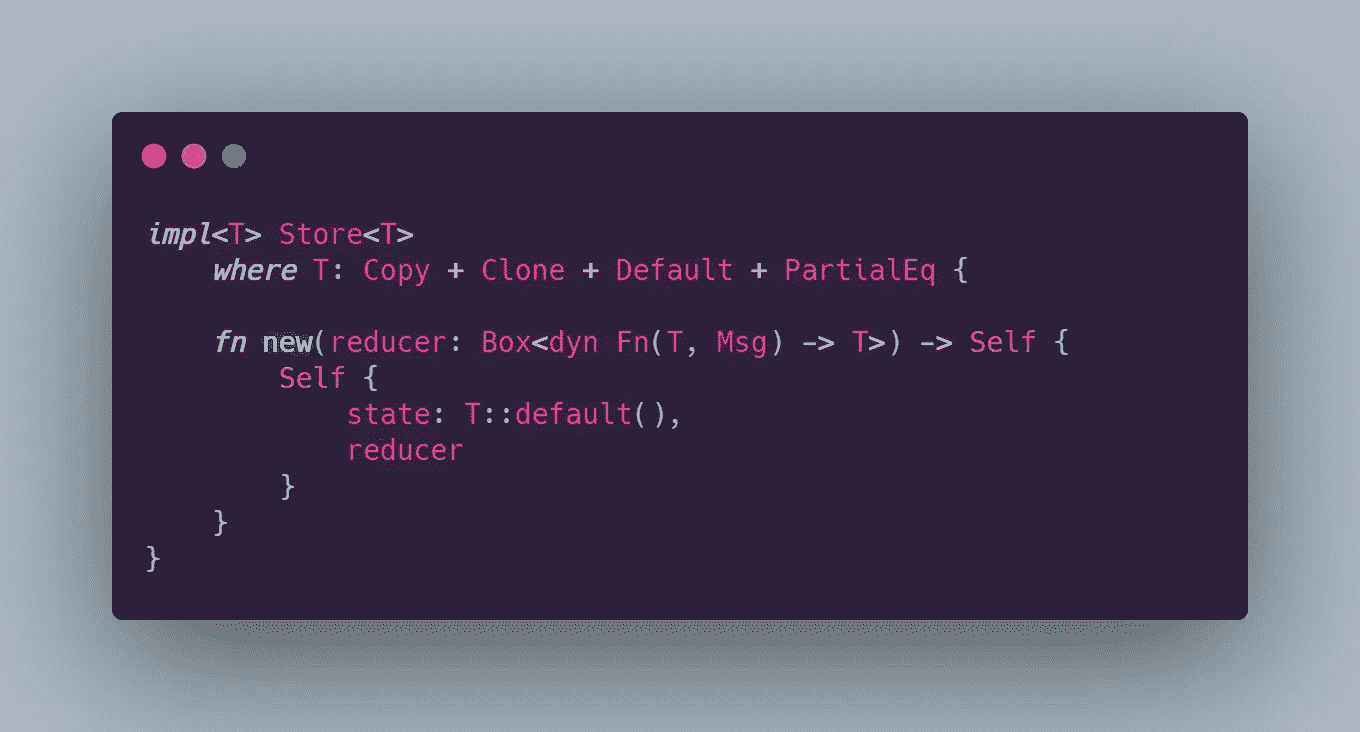 impl<T> Store<T>
    where T: Copy + Clone + Default + PartialEq {

    fn new(reducer: Box<dyn Fn(T, Msg) -> T>) -> Self {
        Self {
            state: T::default(),
            reducer
        }
    }
}